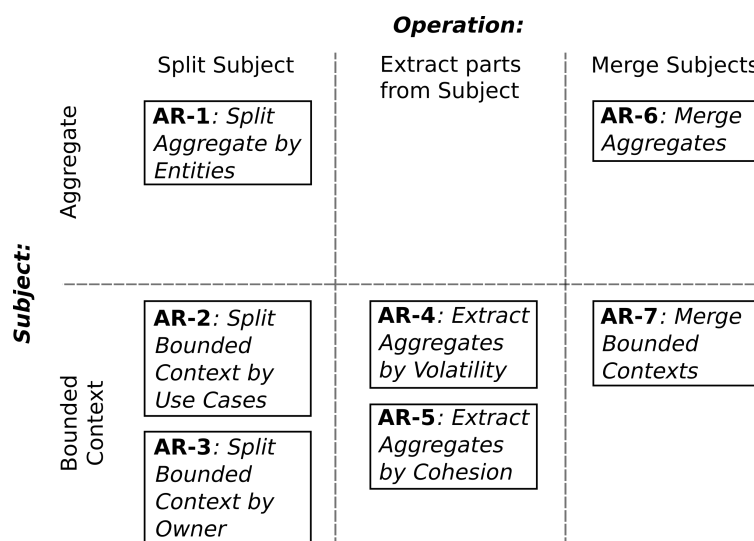 Operation:
Split Subject
Extract parts
from Subject
Merge Subjects
Subject:
Aggregate
AR-1: Split
Aggregate by
Entities
AR-6: Merge
Aggregates
Bounded
Context
AR-2: Split
Bounded
Context by
Use Cases
AR-3: Split
Bounded
Context by
Owner
AR-4: Extract
Aggregates
by Volatility
AR-5: Extract
Aggregates
by Cohesion
AR-7: Merge
Bounded
Contexts